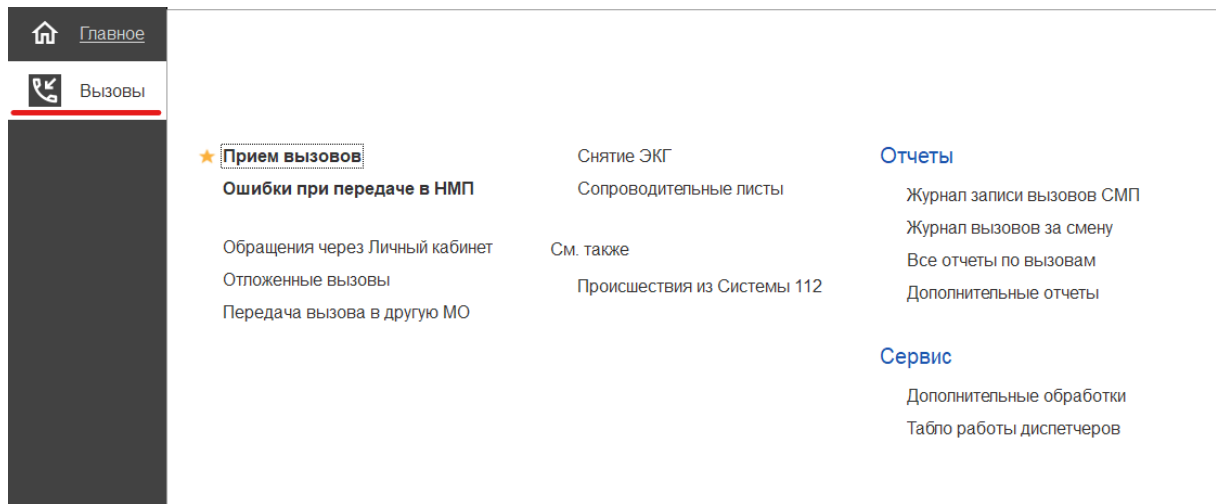 Главное
Вызовы
Прием вызовов
Ошибки при передаче в НМП
Обращения через Личный кабинет
Отложенные вызовы
Передача вызова в другую МО
Снятие ЭКГ
Сопроводительные листы
См. также
Происшествия из Системы 112
Отчеты
Журнал записи вызовов СМП
Журнал вызовов за смену
Все отчеты по вызовам
Дополнительные отчеты
Сервис
Дополнительные обработки
Табло работы диспетчеров